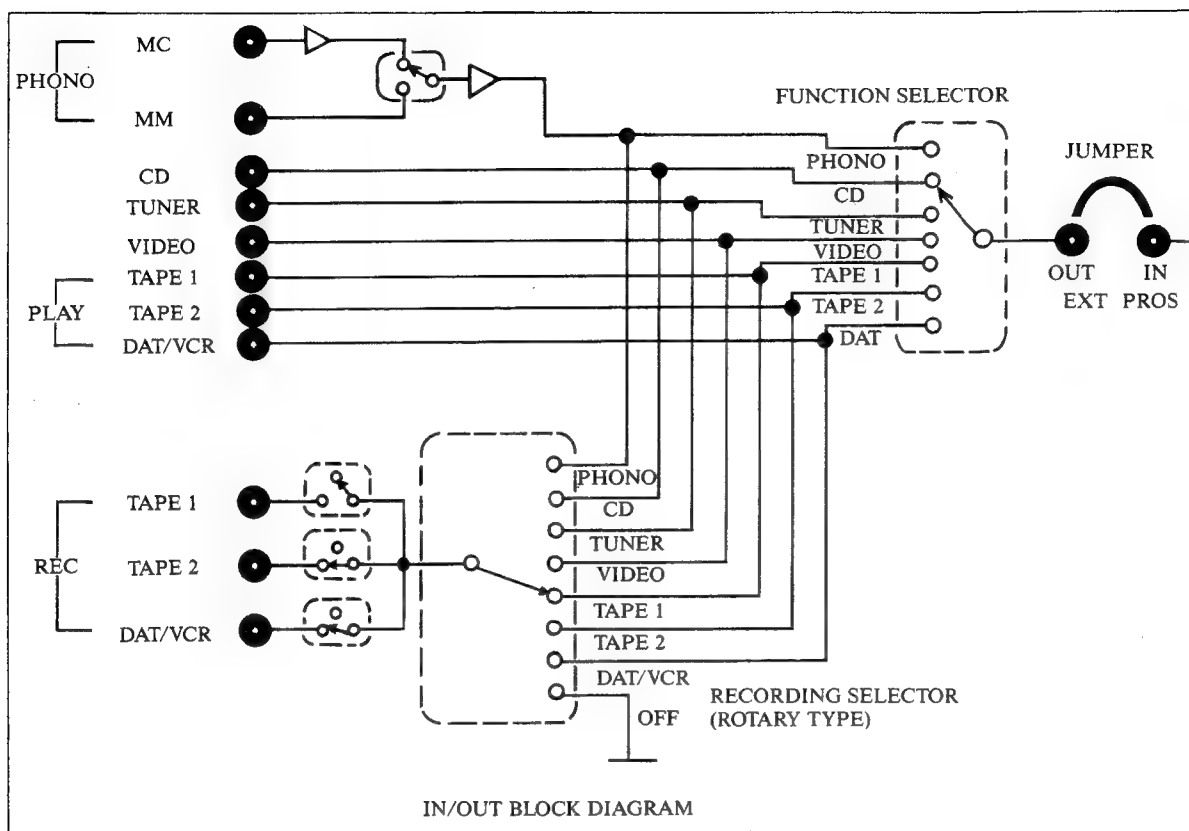 PHONO
MC
MM
CD
TUNER
VIDEO
PLAY
TAPE 1
TAPE 2
DAT/VCR
FUNCTION SELECTOR
PHONO
CD
TUNER
VIDEO
TAPE 1
TAPE 2
DAT
JUMPER
OUT IN
EXT PROS
REC
TAPE 1
TAPE 2
DAT/VCR
PHONO
CD
TUNER
VIDEO
TAPE 1
TAPE 2
DAT/VCR
OFF
RECORDING SELECTOR
(ROTARY TYPE)
IN/OUT BLOCK DIAGRAM